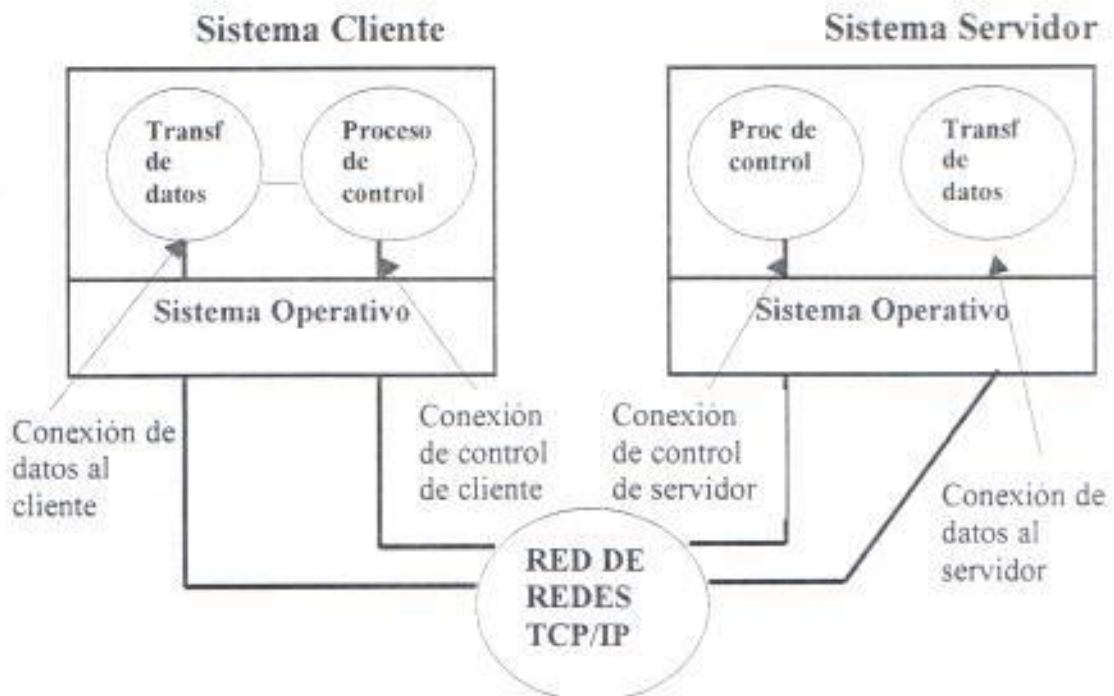 Sistema Cliente
Sistema Servidor
Transf
de
datos
Proceso
de
control
Proc de
control
Transf
de
datos
Sistema Operativo
Sistema Operativo
Conexión de
datos al
cliente
Conexión
de control
de cliente
Conexión
de control
de servidor
Conexión de
datos al
servidor
RED DE
REDES
TCP/IP